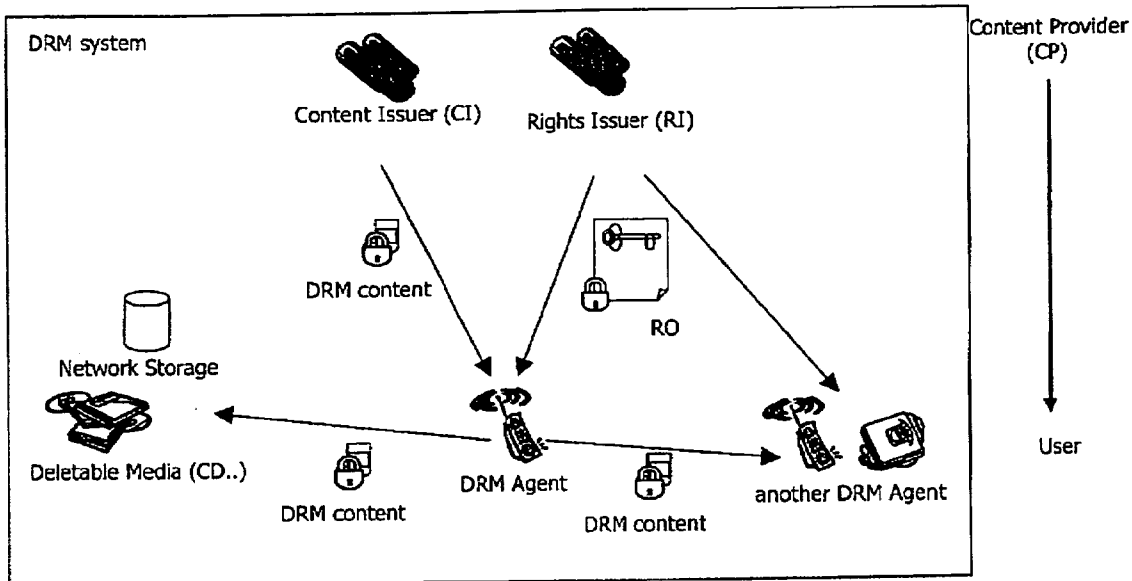 DRM system
Content Provider
(CP)
Content Issuer (CI)
Rights Issuer (RI)
DRM content
RO
Network Storage
Deletable Media (CD..)
DRM content
DRM Agent
DRM content
another DRM Agent
User